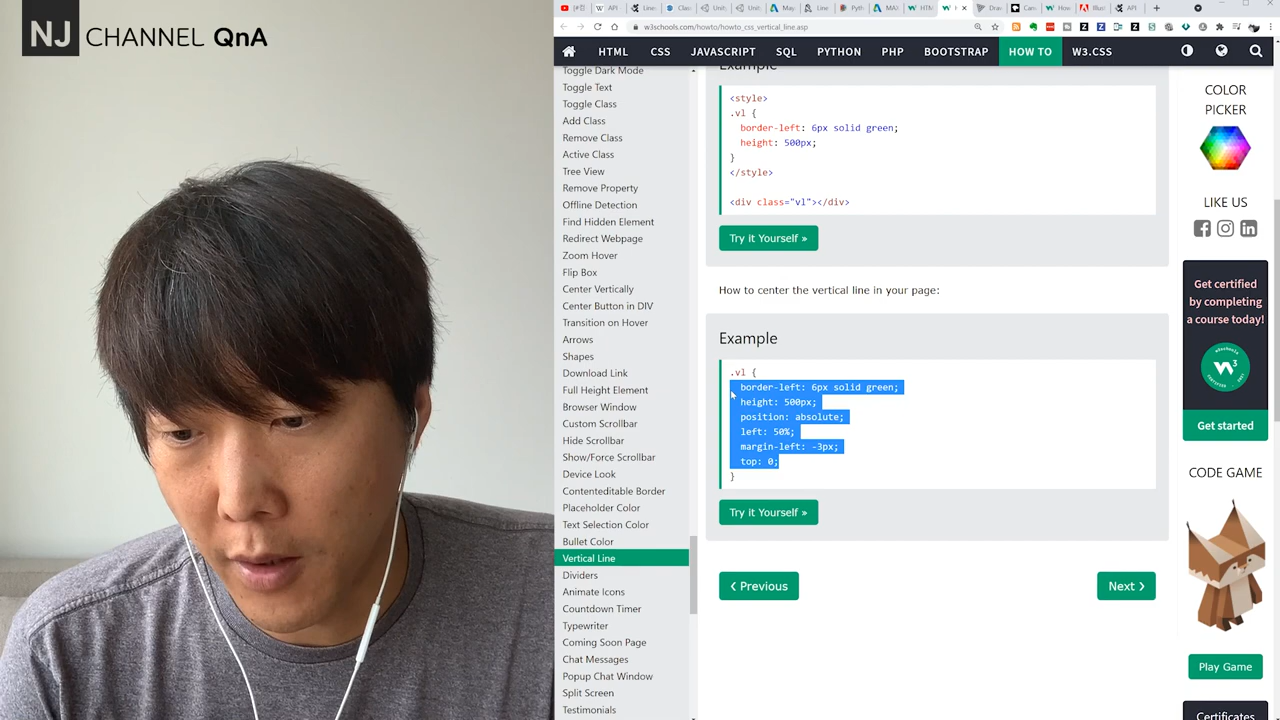 NJ CHANNEL QnA
w3schools.com/howto/howto_css_vertical_line.asp
HTML CSS JAVASCRIPT SQL PYTHON PHP BOOTSTRAP HOW TO W3.CSS
Toggle Dark Mode
Toggle Text
Toggle Class
Add Class
Remove Class
Active Class
Tree View
Remove Property
Offline Detection
Find Hidden Element
Redirect Webpage
Zoom Hover
Flip Box
Center Vertically
Center Button in DIV
Transition on Hover
Arrows
Shapes
Download Link
Full Height Element
Browser Window
Custom Scrollbar
Hide Scrollbar
Show/Force Scrollbar
Device Look
Contenteditable Border
Placeholder Color
Text Selection Color
Bullet Color
Vertical Line
Dividers
Animate Icons
Countdown Timer
Typewriter
Coming Soon Page
Chat Messages
Popup Chat Window
Split Screen
Testimonials
Example
<style>
.vl {
border-left: 6px solid green;
height: 500px;
}
</style>
<div class="vl"></div>
Try it Yourself »
How to center the vertical line in your page:
Example
.vl {
border-left: 6px solid green;
height: 500px;
position: absolute;
left: 50%;
margin-left: -3px;
top: 0;
}
Try it Yourself »
❮ Previous
Next ❯
COLOR
PICKER
LIKE US
Get certified
by completing
a course today!
Get started
CODE GAME
Play Game
Certificates